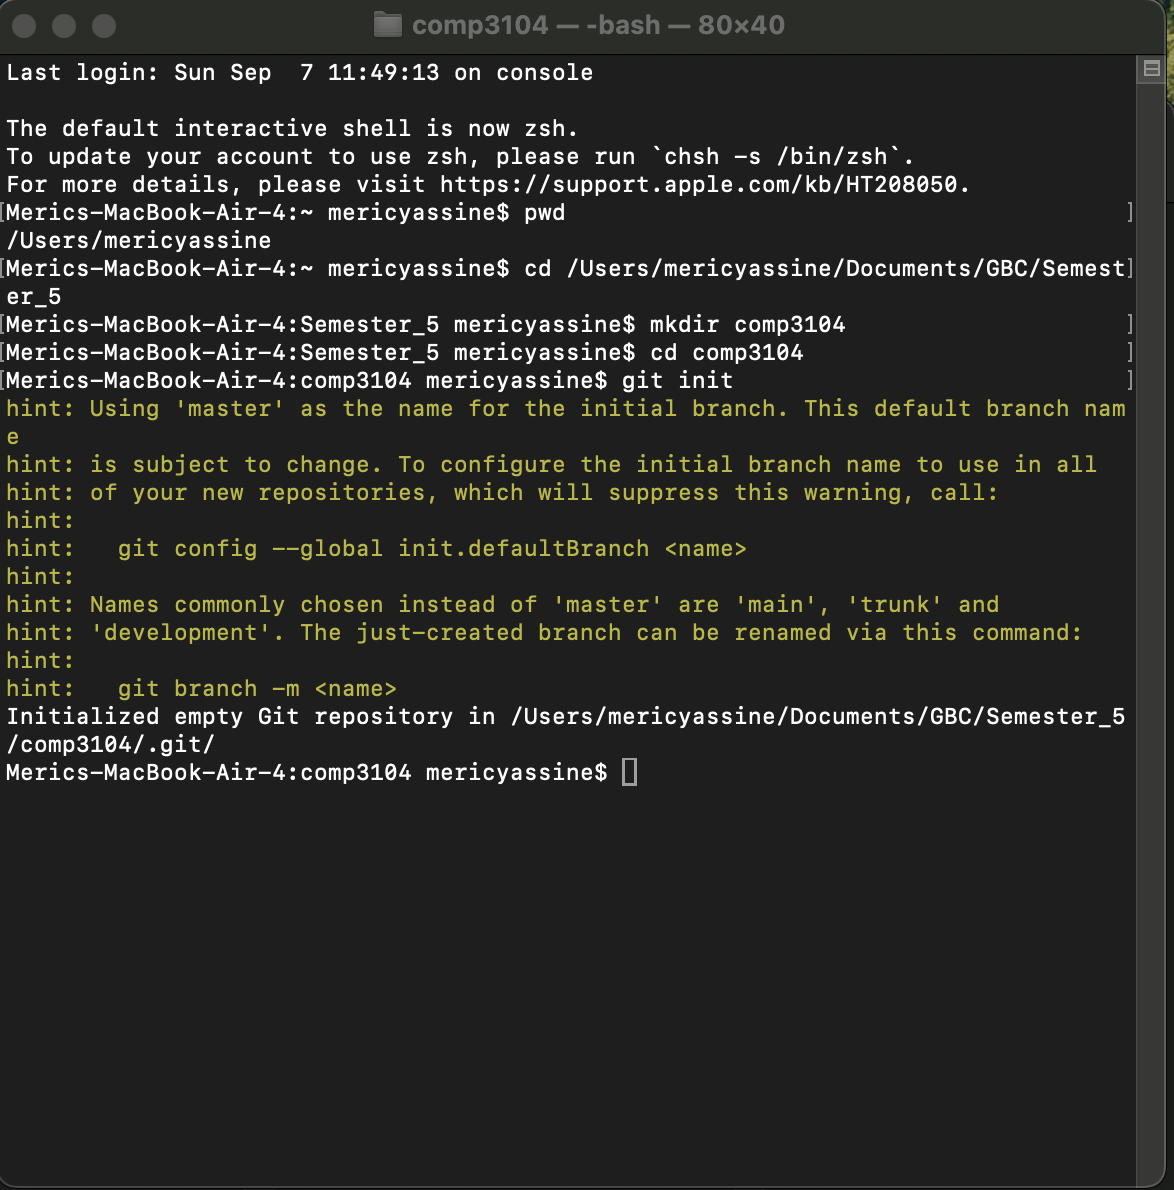 comp3104 — -bash — 80×40
Last login: Sun Sep  7 11:49:13 on console
The default interactive shell is now zsh.
To update your account to use zsh, please run `chsh -s /bin/zsh`.
For more details, please visit https://support.apple.com/kb/HT208050.
[Merics-MacBook-Air-4:~ mericyassine$ pwd ]
/Users/mericyassine
[Merics-MacBook-Air-4:~ mericyassine$ cd /Users/mericyassine/Documents/GBC/Semest]
er_5
[Merics-MacBook-Air-4:Semester_5 mericyassine$ mkdir comp3104 ]
[Merics-MacBook-Air-4:Semester_5 mericyassine$ cd comp3104 ]
[Merics-MacBook-Air-4:comp3104 mericyassine$ git init ]
hint: Using 'master' as the name for the initial branch. This default branch nam
e
hint: is subject to change. To configure the initial branch name to use in all
hint: of your new repositories, which will suppress this warning, call:
hint:
hint:   git config --global init.defaultBranch <name>
hint:
hint: Names commonly chosen instead of 'master' are 'main', 'trunk' and
hint: 'development'. The just-created branch can be renamed via this command:
hint:
hint:   git branch -m <name>
Initialized empty Git repository in /Users/mericyassine/Documents/GBC/Semester_5
/comp3104/.git/
Merics-MacBook-Air-4:comp3104 mericyassine$